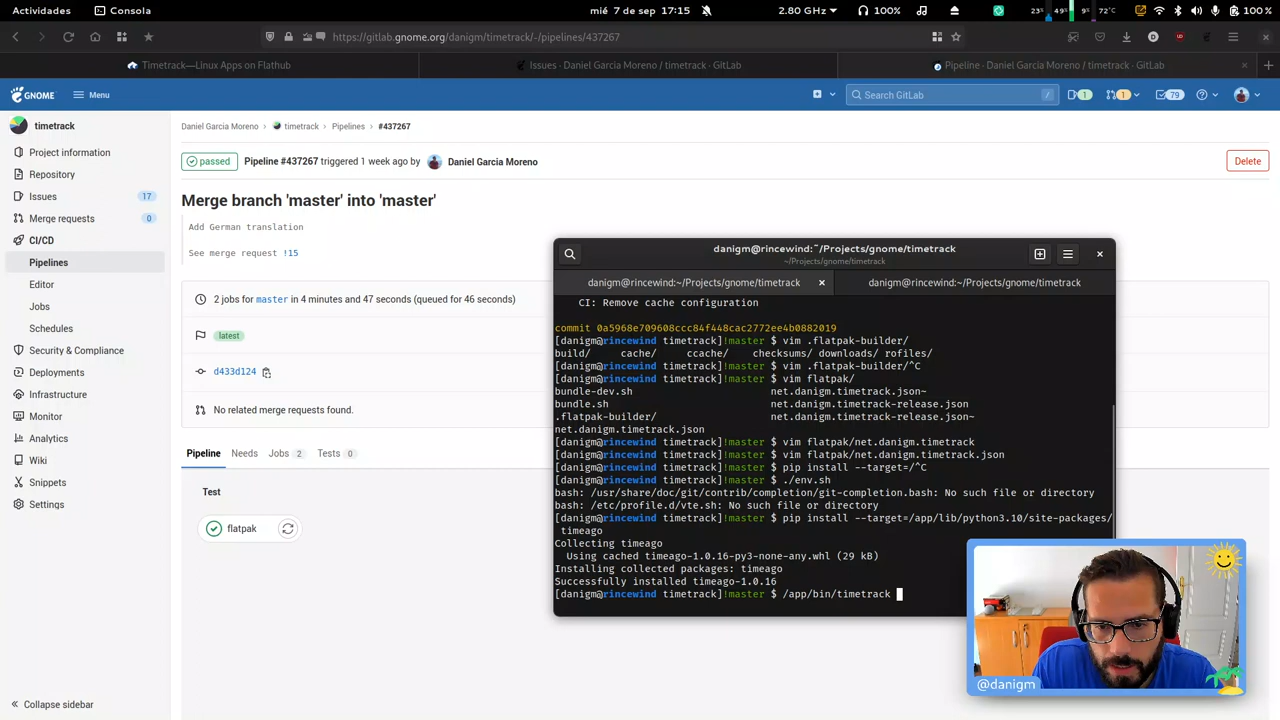 Actividades
Consola
mié 7 de sep 17:15
2.80 GHz
100%
23%
49%
9%
72°C
100 %
https://gitlab.gnome.org/danigm/timetrack/-/pipelines/437267
Timetrack—Linux Apps on Flathub
Issues · Daniel Garcia Moreno / timetrack · GitLab
Pipeline · Daniel Garcia Moreno / timetrack · GitLab
GNOME
Menu
Search GitLab
/
1
1
79
timetrack
Project information
Repository
Issues 17
Merge requests 0
CI/CD
Pipelines
Editor
Jobs
Schedules
Security & Compliance
Deployments
Infrastructure
Monitor
Analytics
Wiki
Snippets
Settings
Collapse sidebar
Daniel Garcia Moreno
timetrack
Pipelines
#437267
passed
Pipeline #437267 triggered 1 week ago by Daniel Garcia Moreno
Delete
Merge branch 'master' into 'master'
Add German translation
See merge request !15
2 jobs for master in 4 minutes and 47 seconds (queued for 46 seconds)
latest
d433d124
No related merge requests found.
Pipeline Needs Jobs 2 Tests 0
Test
flatpak
danigm@rincewind:~/Projects/gnome/timetrack
~/Projects/gnome/timetrack
danigm@rincewind:~/Projects/gnome/timetrack
danigm@rincewind:~/Projects/gnome/timetrack
CI: Remove cache configuration
commit 0a5968e709608ccc84f448cac2772ee4b0882019
[danigm@rincewind timetrack]!master $ vim .flatpak-builder/
build/ cache/ ccache/ checksums/ downloads/ rofiles/
[danigm@rincewind timetrack]!master $ vim .flatpak-builder/^C
[danigm@rincewind timetrack]!master $ vim flatpak/
bundle-dev.sh net.danigm.timetrack.json~
bundle.sh net.danigm.timetrack-release.json
.flatpak-builder/ net.danigm.timetrack-release.json~
net.danigm.timetrack.json
[danigm@rincewind timetrack]!master $ vim flatpak/net.danigm.timetrack
[danigm@rincewind timetrack]!master $ vim flatpak/net.danigm.timetrack.json
[danigm@rincewind timetrack]!master $ pip install --target=/^C
[danigm@rincewind timetrack]!master $ ./env.sh
bash: /usr/share/doc/git/contrib/completion/git-completion.bash: No such file or directory
bash: /etc/profile.d/vte.sh: No such file or directory
[danigm@rincewind timetrack]!master $ pip install --target=/app/lib/python3.10/site-packages/
timeago
Collecting timeago
Using cached timeago-1.0.16-py3-none-any.whl (29 kB)
Installing collected packages: timeago
Successfully installed timeago-1.0.16
[danigm@rincewind timetrack]!master $ /app/bin/timetrack
@danigm